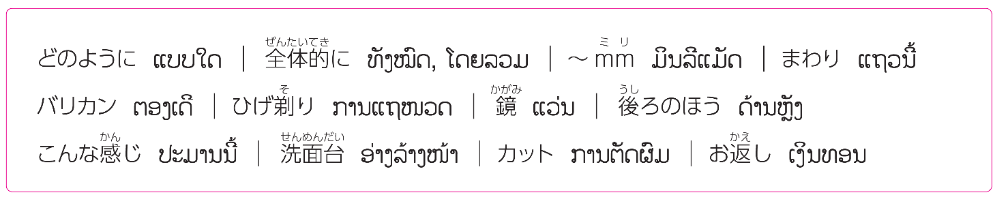 どのように ແບບໃດ | 全体的に ທັງໝົດ, ໂດຍລວມ | ～mm ມິນລີແມັດ | まわり ແຖວນີ້
バリカン ຕອງເດີ | ひげ剃り ການແຖໜວດ | 鏡 ແວ່ນ | 後ろのほう ດ້ານຫຼັງ
こんな感じ ປະມານນີ້ | 洗面台 ອ່າງລ້າງໜ້າ | カット ການຕັດຜົມ | お返し ເງິນທອນ